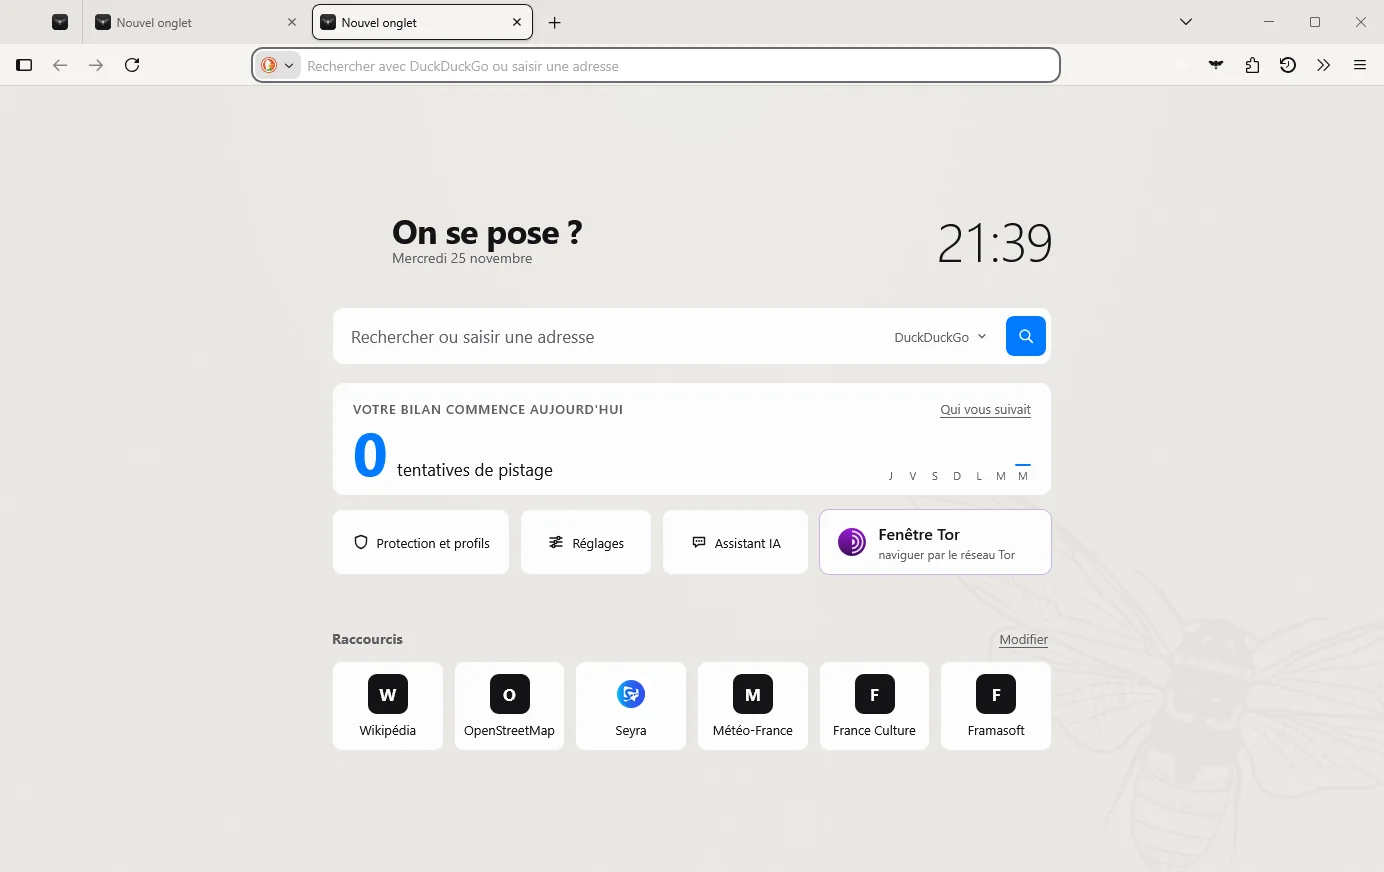 Nouvel onglet
Nouvel onglet
Rechercher avec DuckDuckGo ou saisir une adresse
On se pose ?
21:39
Mercredi 25 novembre
Rechercher ou saisir une adresse
DuckDuckGo
VOTRE BILAN COMMENCE AUJOURD'HUI
Qui vous suivait
0 tentatives de pistage
J V S D L M M
Protection et profils
Réglages
Assistant IA
Fenêtre Tor
naviguer par le réseau Tor
Raccourcis
Modifier
W
Wikipédia
O
OpenStreetMap
Seyra
M
Météo-France
F
France Culture
F
Framasoft